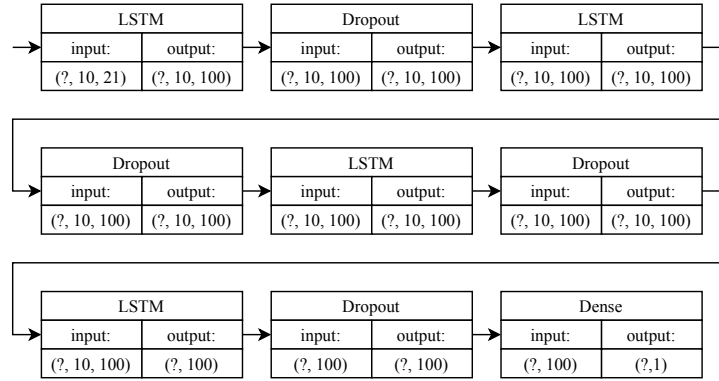 LSTM Dropout LSTM
input: output: input: output: input: output:
(?, 10, 21) (?, 10, 100) (?, 10, 100) (?, 10, 100) (?, 10, 100) (?, 10, 100)
Dropout LSTM Dropout
input: output: input: output: input: output:
(?, 10, 100) (?, 10, 100) (?, 10, 100) (?, 10, 100) (?, 10, 100) (?, 10, 100)
LSTM Dropout Dense
input: output: input: output: input: output:
(?, 10, 100) (?, 100) (?, 100) (?, 100) (?, 100) (?,1)